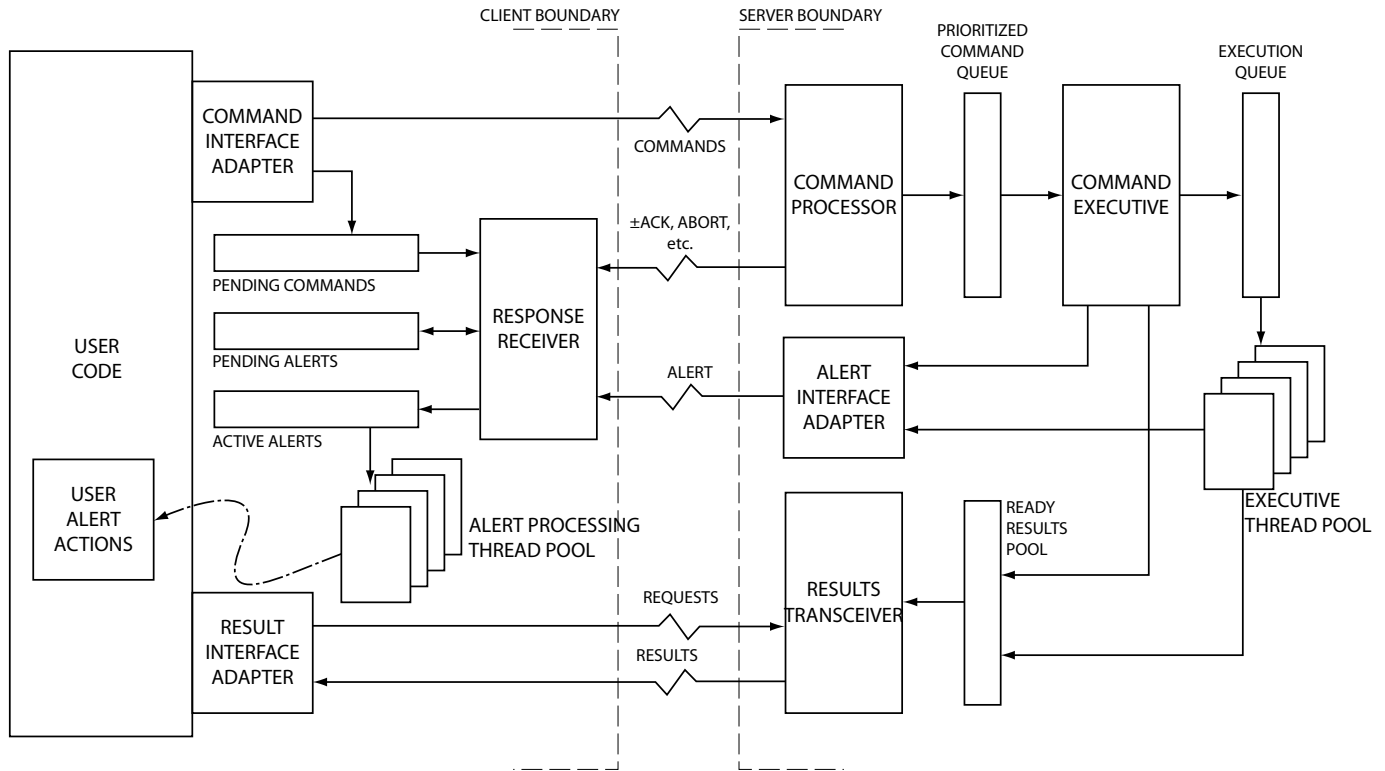 CLIENT BOUNDARY
SERVER BOUNDARY
PRIORITIZED
COMMAND
QUEUE
EXECUTION
QUEUE
COMMAND
INTERFACE
ADAPTER
COMMANDS
COMMAND
PROCESSOR
COMMAND
EXECUTIVE
±ACK, ABORT,
etc.
PENDING COMMANDS
RESPONSE
RECEIVER
USER
CODE
PENDING ALERTS
ALERT
ALERT
INTERFACE
ADAPTER
ACTIVE ALERTS
USER
ALERT
ACTIONS
ALERT PROCESSING
THREAD POOL
READY
RESULTS
POOL
EXECUTIVE
THREAD POOL
REQUESTS
RESULTS
TRANSCEIVER
RESULT
INTERFACE
ADAPTER
RESULTS